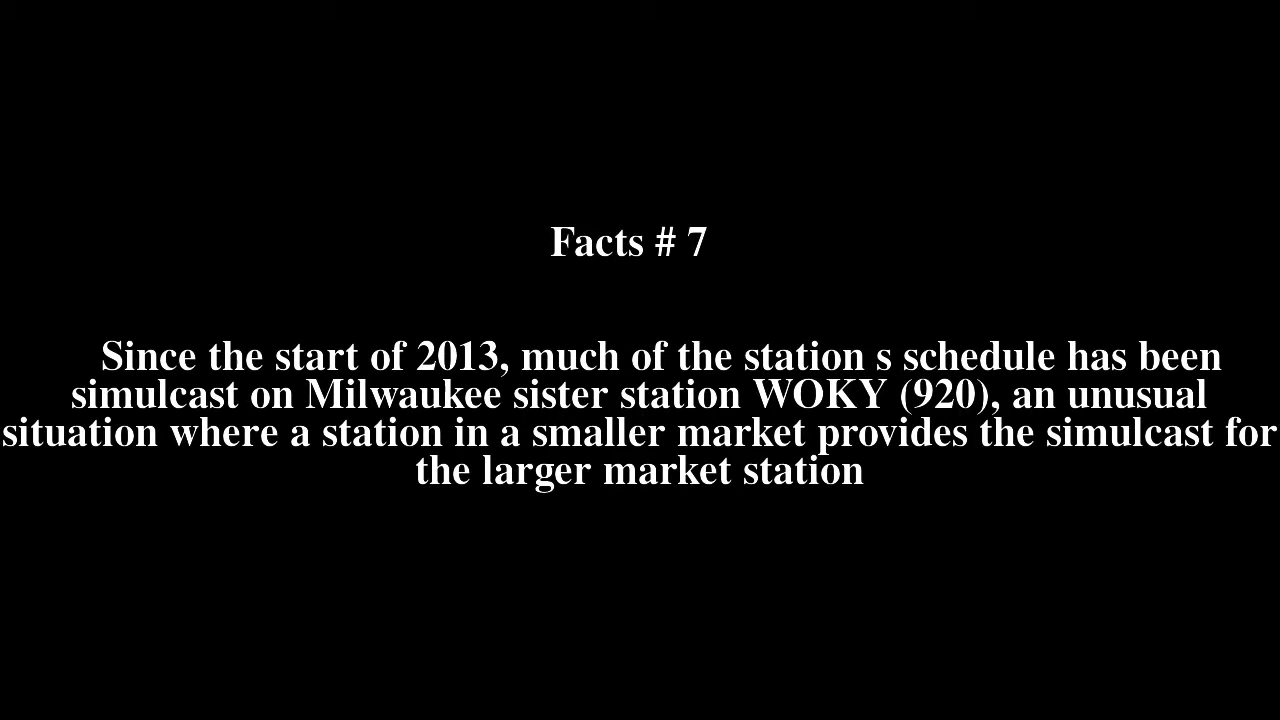 Facts # 7
Since the start of 2013, much of the station s schedule has been
simulcast on Milwaukee sister station WOKY (920), an unusual
situation where a station in a smaller market provides the simulcast for
the larger market station